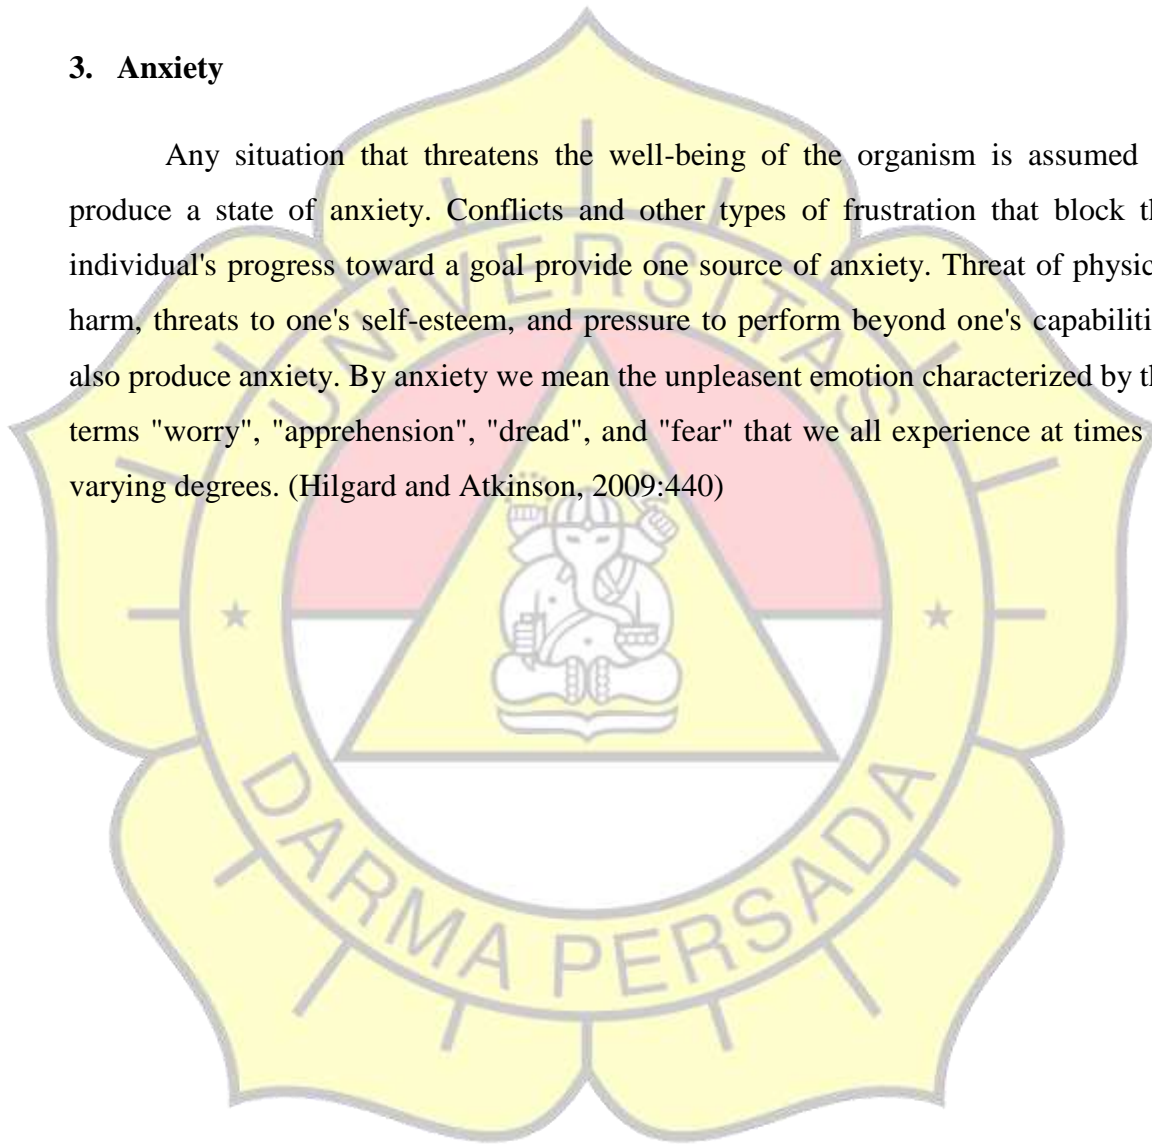 3. Anxiety
Any situation that threatens the well-being of the organism is assumed
produce a state of anxiety. Conflicts and other types of frustration that block th
individual's progress toward a goal provide one source of anxiety. Threat of physic
harm, threats to one's self-esteem, and pressure to perform beyond one's capabiliti
also produce anxiety. By anxiety we mean the unpleasent emotion characterized by th
terms "worry", "apprehension", "dread", and "fear" that we all experience at times
varying degrees. (Hilgard and Atkinson, 2009:440)
UNIVERSITAS
DARMA PERSADA